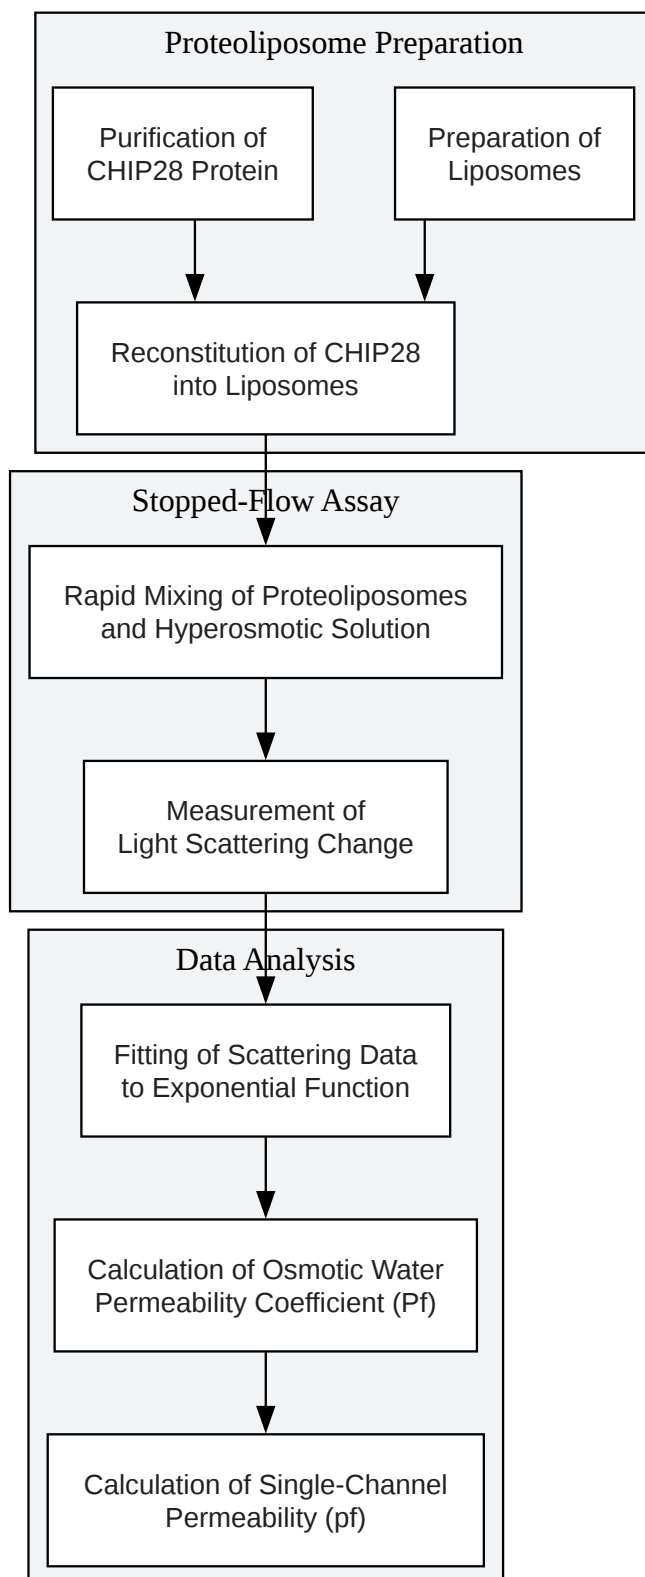 Proteoliposome Preparation
Purification of
CHIP28 Protein
Preparation of
Liposomes
Reconstitution of CHIP28
into Liposomes
Stopped-Flow Assay
Rapid Mixing of Proteoliposomes
and Hyperosmotic Solution
Measurement of
Light Scattering Change
Data Analysis
Fitting of Scattering Data
to Exponential Function
Calculation of Osmotic Water
Permeability Coefficient (Pf)
Calculation of Single-Channel
Permeability (pf)